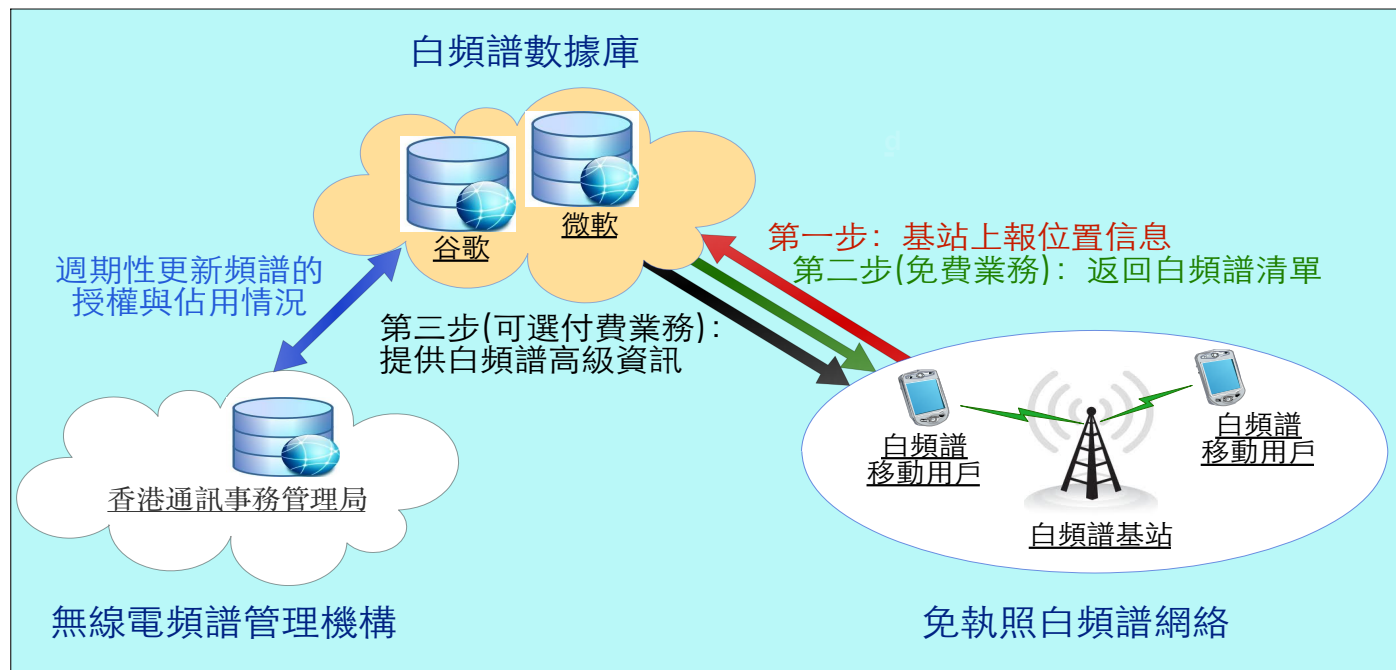 白頻譜數據庫
谷歌
微軟
第一步：基站上報位置信息
第二步(免費業務)：返回白頻譜清單
週期性更新頻譜的
授權與佔用情況
第三步(可選付費業務)：
提供白頻譜高級資訊
白頻譜
移動用戶
白頻譜
移動用戶
香港通訊事務管理局
白頻譜基站
無線電頻譜管理機構
免執照白頻譜網絡